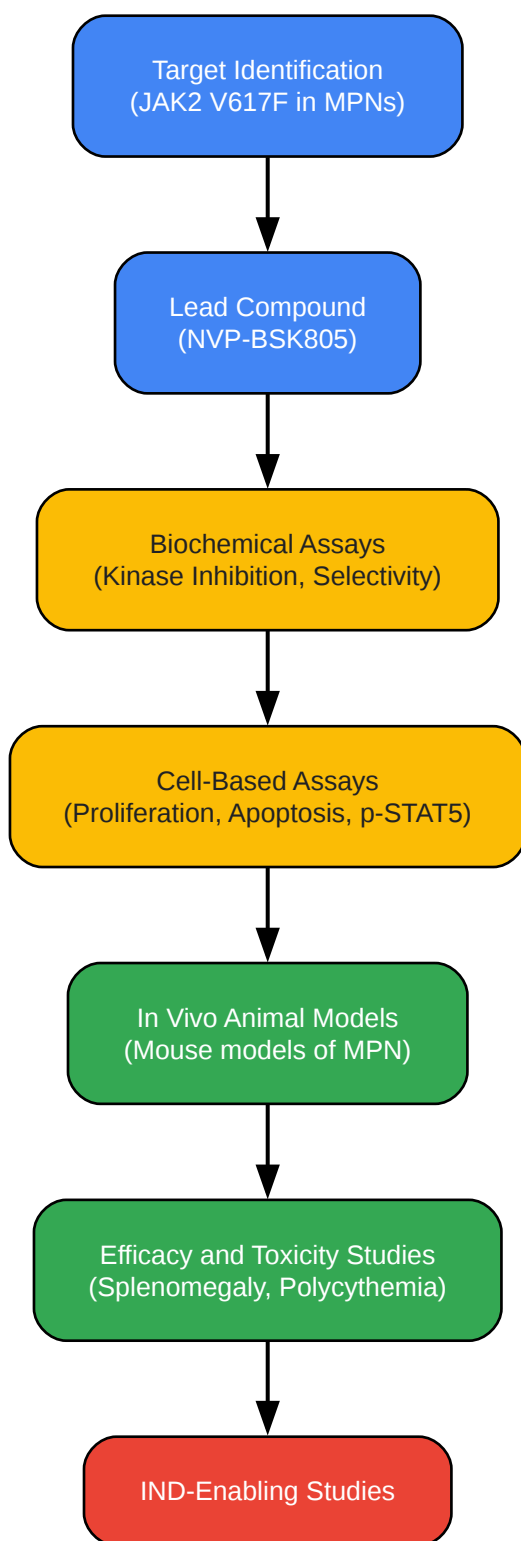 Target Identification
(JAK2 V617F in MPNs)
Lead Compound
(NVP-BSK805)
Biochemical Assays
(Kinase Inhibition, Selectivity)
Cell-Based Assays
(Proliferation, Apoptosis, p-STAT5)
In Vivo Animal Models
(Mouse models of MPN)
Efficacy and Toxicity Studies
(Splenomegaly, Polycythemia)
IND-Enabling Studies